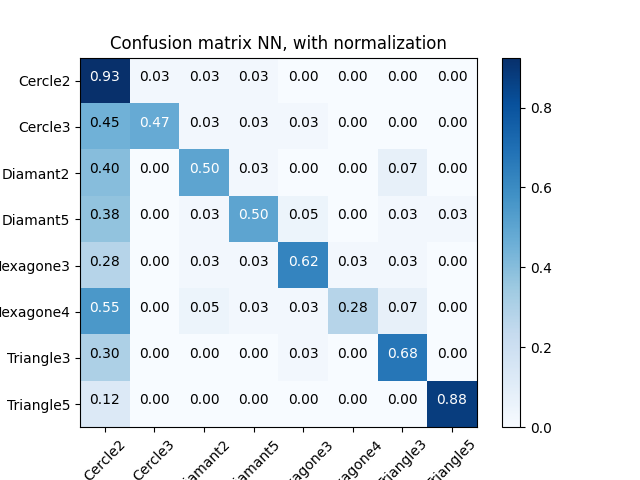 Confusion matrix NN, with normalization
Cercle2 0.93 0.03 0.03 0.03 0.00 0.00 0.00 0.00
Cercle3 0.45 0.47 0.03 0.03 0.03 0.00 0.00 0.00
Diamant2 0.40 0.00 0.50 0.03 0.00 0.00 0.07 0.00
Diamant5 0.38 0.00 0.03 0.50 0.05 0.00 0.03 0.03
lexagone3 0.28 0.00 0.03 0.03 0.62 0.03 0.03 0.00
lexagone4 0.55 0.00 0.05 0.03 0.03 0.28 0.07 0.00
Triangle3 0.30 0.00 0.00 0.00 0.03 0.00 0.68 0.00
Triangle5 0.12 0.00 0.00 0.00 0.00 0.00 0.00 0.88
Cercle2 Cercle3 iamant2 iamant5 xagone3 xagone4 Triangle3 Triangle5
0.8
0.6
0.4
0.2
0.0